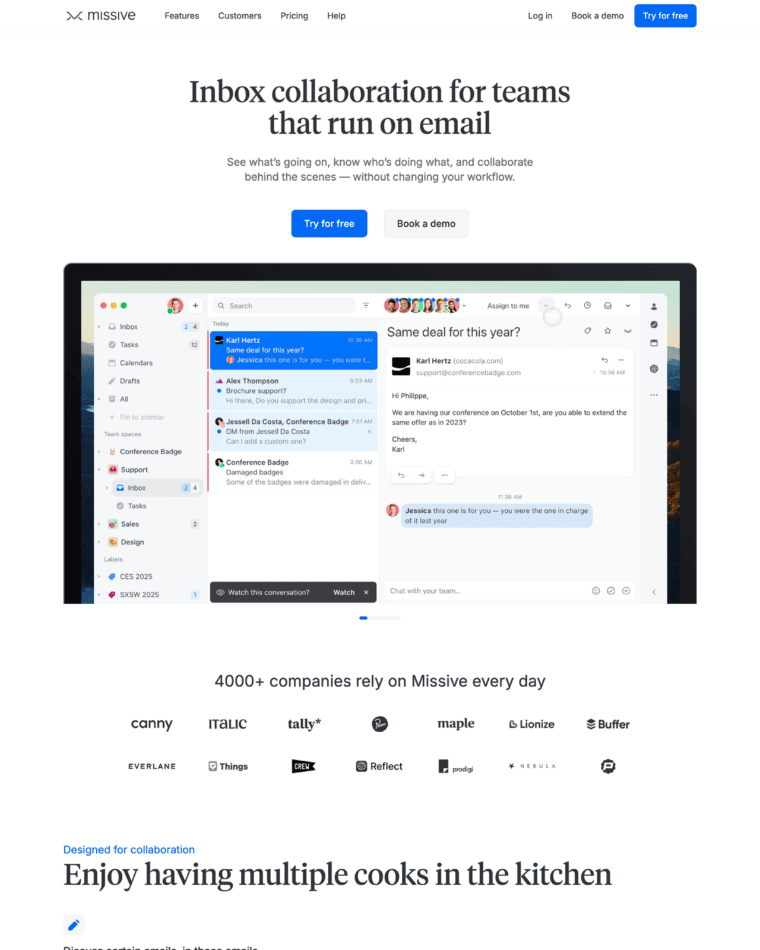 missive
Features
Customers
Pricing
Help
Log in
Book a demo
Try for free
Inbox collaboration for teams
that run on email
See what's going on, know who's doing what, and collaborate
behind the scenes — without changing your workflow.
Try for free
Book a demo
Inbox 2 4
Tasks 12
Calendars
Drafts
All
Pin to sidebar
Team spaces
Conference Badge
Support
Inbox 2 4
Tasks
Sales 2
Design
Labels
CES 2025
SXSW 2025 1
Search
Today
Karl Hertz 10:36 AM
Same deal for this year?
Jessica this one is for you — you were t...
Alex Thompson 9:53 AM
Brochure support?
Hi there, Do you support the design and pri...
Jessell Da Costa, Conference Badge 7:51 AM
DM from Jessell Da Costa 4
Can I add a custom one?
Conference Badge 3:00 AM
Damaged badges
Some of the badges were damaged in deliv...
Watch this conversation? Watch
Assign to me
Same deal for this year?
Karl Hertz (cocacola.com)
support@conferencebadge.com
10:36 AM
Hi Philippe,
We are having our conference on October 1st, are you able to extend the
same offer as in 2023?
Cheers,
Karl
11:38 AM
Jessica this one is for you — you were the one in charge
of it last year
Chat with your team...
4000+ companies rely on Missive every day
canny
ITALIC
tally*
maple
Lionize
Buffer
EVERLANE
Things
CREW
Reflect
prodigi
NEBULA
Designed for collaboration
Enjoy having multiple cooks in the kitchen